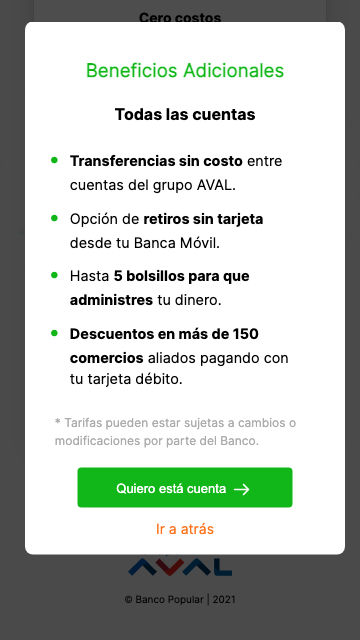 Cero costos
Beneficios Adicionales
Todas las cuentas
Transferencias sin costo entre
cuentas del grupo AVAL.
Opción de retiros sin tarjeta
desde tu Banca Móvil.
Hasta 5 bolsillos para que
administres tu dinero.
Descuentos en más de 150
comercios aliados pagando con
tu tarjeta débito.
* Tarifas pueden estar sujetas a cambios o
modificaciones por parte del Banco.
Quiero está cuenta →
Ir a atrás
AVAL
© Banco Popular | 2021